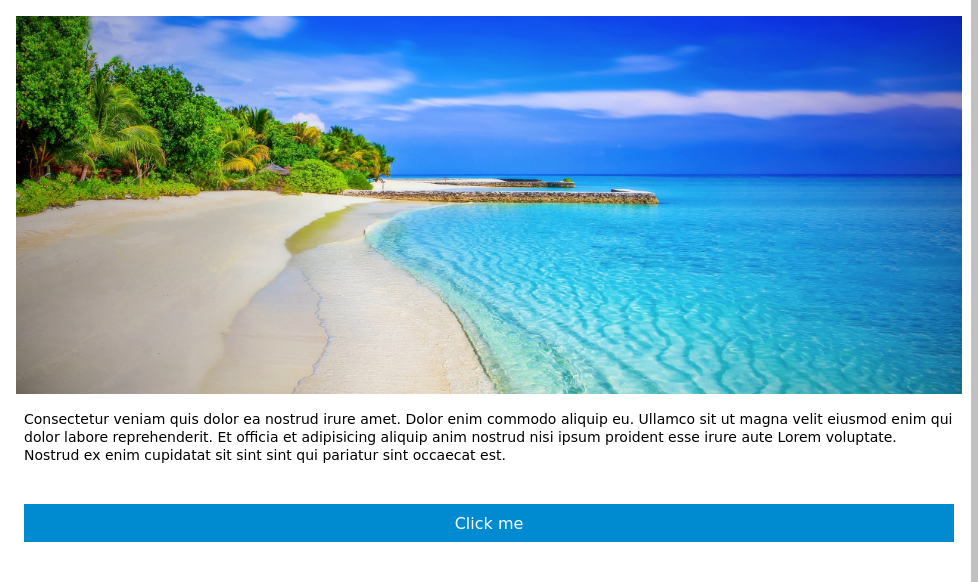 Consectetur veniam quis dolor ea nostrud irure amet. Dolor enim commodo aliquip eu. Ullamco sit ut magna velit eiusmod enim qui
dolor labore reprehenderit. Et officia et adipisicing aliquip anim nostrud nisi ipsum proident esse irure aute Lorem voluptate.
Nostrud ex enim cupidatat sit sint sint qui pariatur sint occaecat est.
Click me